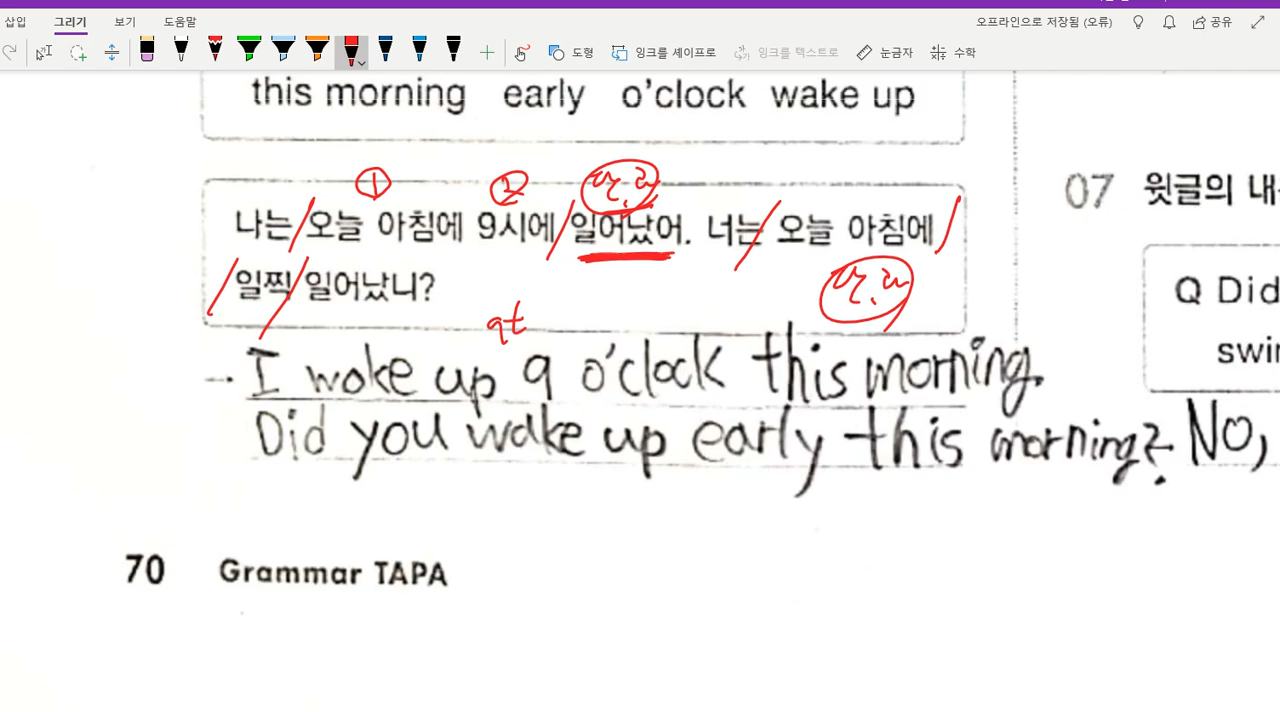 삽입 그리기 보기 도움말 오프라인으로 저장됨 (오류) 공유
도형 잉크를 셰이프로 잉크를 텍스트로 눈금자 수학
this morning early o'clock wake up
① ②
나는 오늘 아침에 9시에 일어났어. 너는 오늘 아침에
일찍 일어났니?
at
I woke up 9 o'clock this morning.
Did you wake up early this morning? No,
07 윗글의 내
Q Did
swi
70 Grammar TAPA